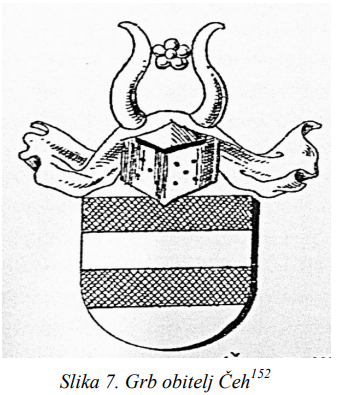 Slika 7. Grb obitelj Čeh152